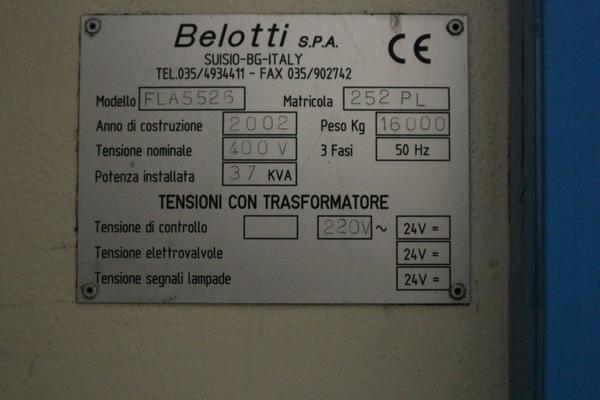 Belotti S.P.A.
CE
SUISIO-BG-ITALY
TEL.035/4934411 - FAX 035/902742
Modello FLA5526 Matricola 252 PL
Anno di costruzione 2002 Peso Kg 16000
Tensione nominale 400 V 3 Fasi 50 Hz
Potenza installata 37 KVA
TENSIONI CON TRASFORMATORE
Tensione di controllo 220V ~ 24V =
Tensione elettrovalvole 24V =
Tensione segnali lampade 24V =